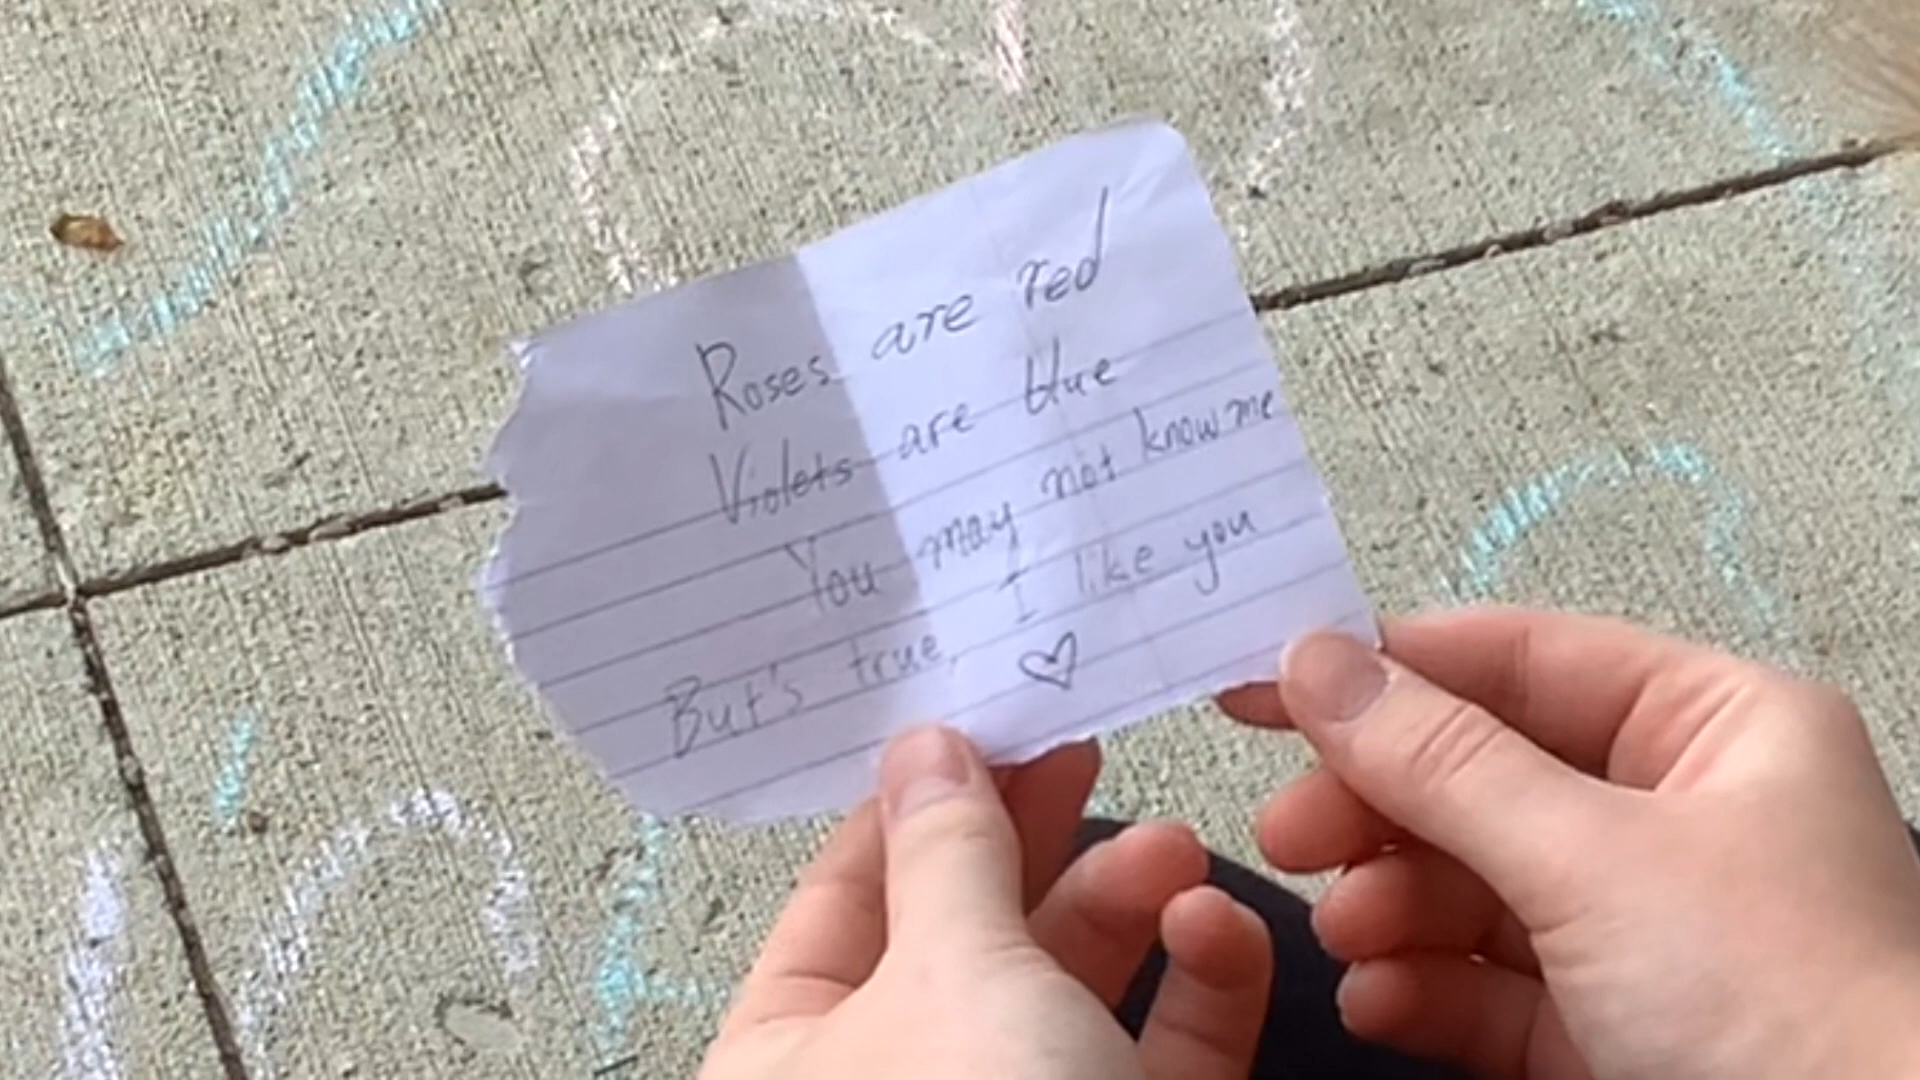 Roses are red
Violets are blue
You may not know me
But's true, I like you